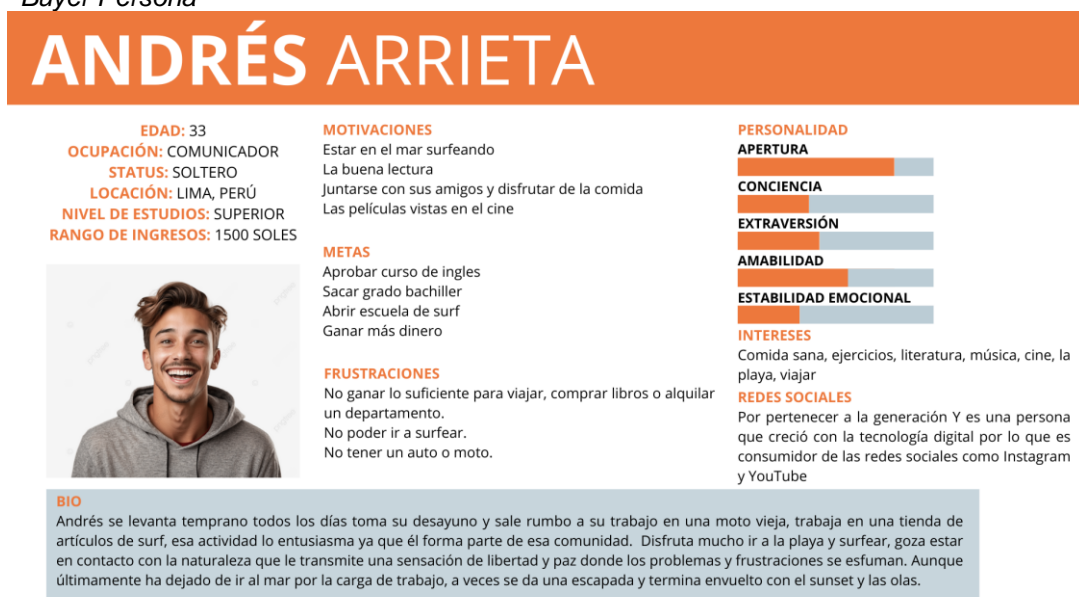 Buyer Persona
ANDRÉS ARRIETA
EDAD: 33
OCUPACIÓN: COMUNICADOR
STATUS: SOLTERO
LOCACIÓN: LIMA, PERÚ
NIVEL DE ESTUDIOS: SUPERIOR
RANGO DE INGRESOS: 1500 SOLES
MOTIVACIONES
Estar en el mar surfeando
La buena lectura
Juntarse con sus amigos y disfrutar de la comida
Las películas vistas en el cine
METAS
Aprobar curso de ingles
Sacar grado bachiller
Abrir escuela de surf
Ganar más dinero
FRUSTRACIONES
No ganar lo suficiente para viajar, comprar libros o alquilar
un departamento.
No poder ir a surfear.
No tener un auto o moto.
PERSONALIDAD
APERTURA
CONCIENCIA
EXTRAVERSIÓN
AMABILIDAD
ESTABILIDAD EMOCIONAL
INTERESES
Comida sana, ejercicios, literatura, música, cine, la
playa, viajar
REDES SOCIALES
Por pertenecer a la generación Y es una persona
que creció con la tecnología digital por lo que es
consumidor de las redes sociales como Instagram
y YouTube
BIO
Andrés se levanta temprano todos los días toma su desayuno y sale rumbo a su trabajo en una moto vieja, trabaja en una tienda de
artículos de surf, esa actividad lo entusiasma ya que él forma parte de esa comunidad. Disfruta mucho ir a la playa y surfear, goza estar
en contacto con la naturaleza que le transmite una sensación de libertad y paz donde los problemas y frustraciones se esfuman. Aunque
últimamente ha dejado de ir al mar por la carga de trabajo, a veces se da una escapada y termina envuelto con el sunset y las olas.